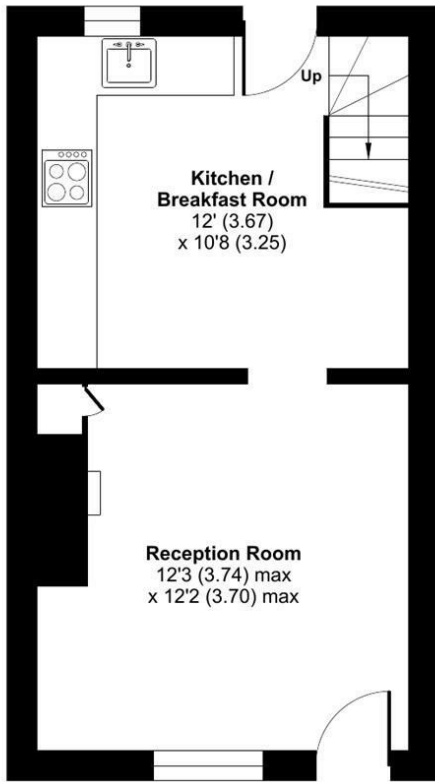 Up
Kitchen /
Breakfast Room
12' (3.67)
x 10'8 (3.25)
Reception Room
12'3 (3.74) max
x 12'2 (3.70) max